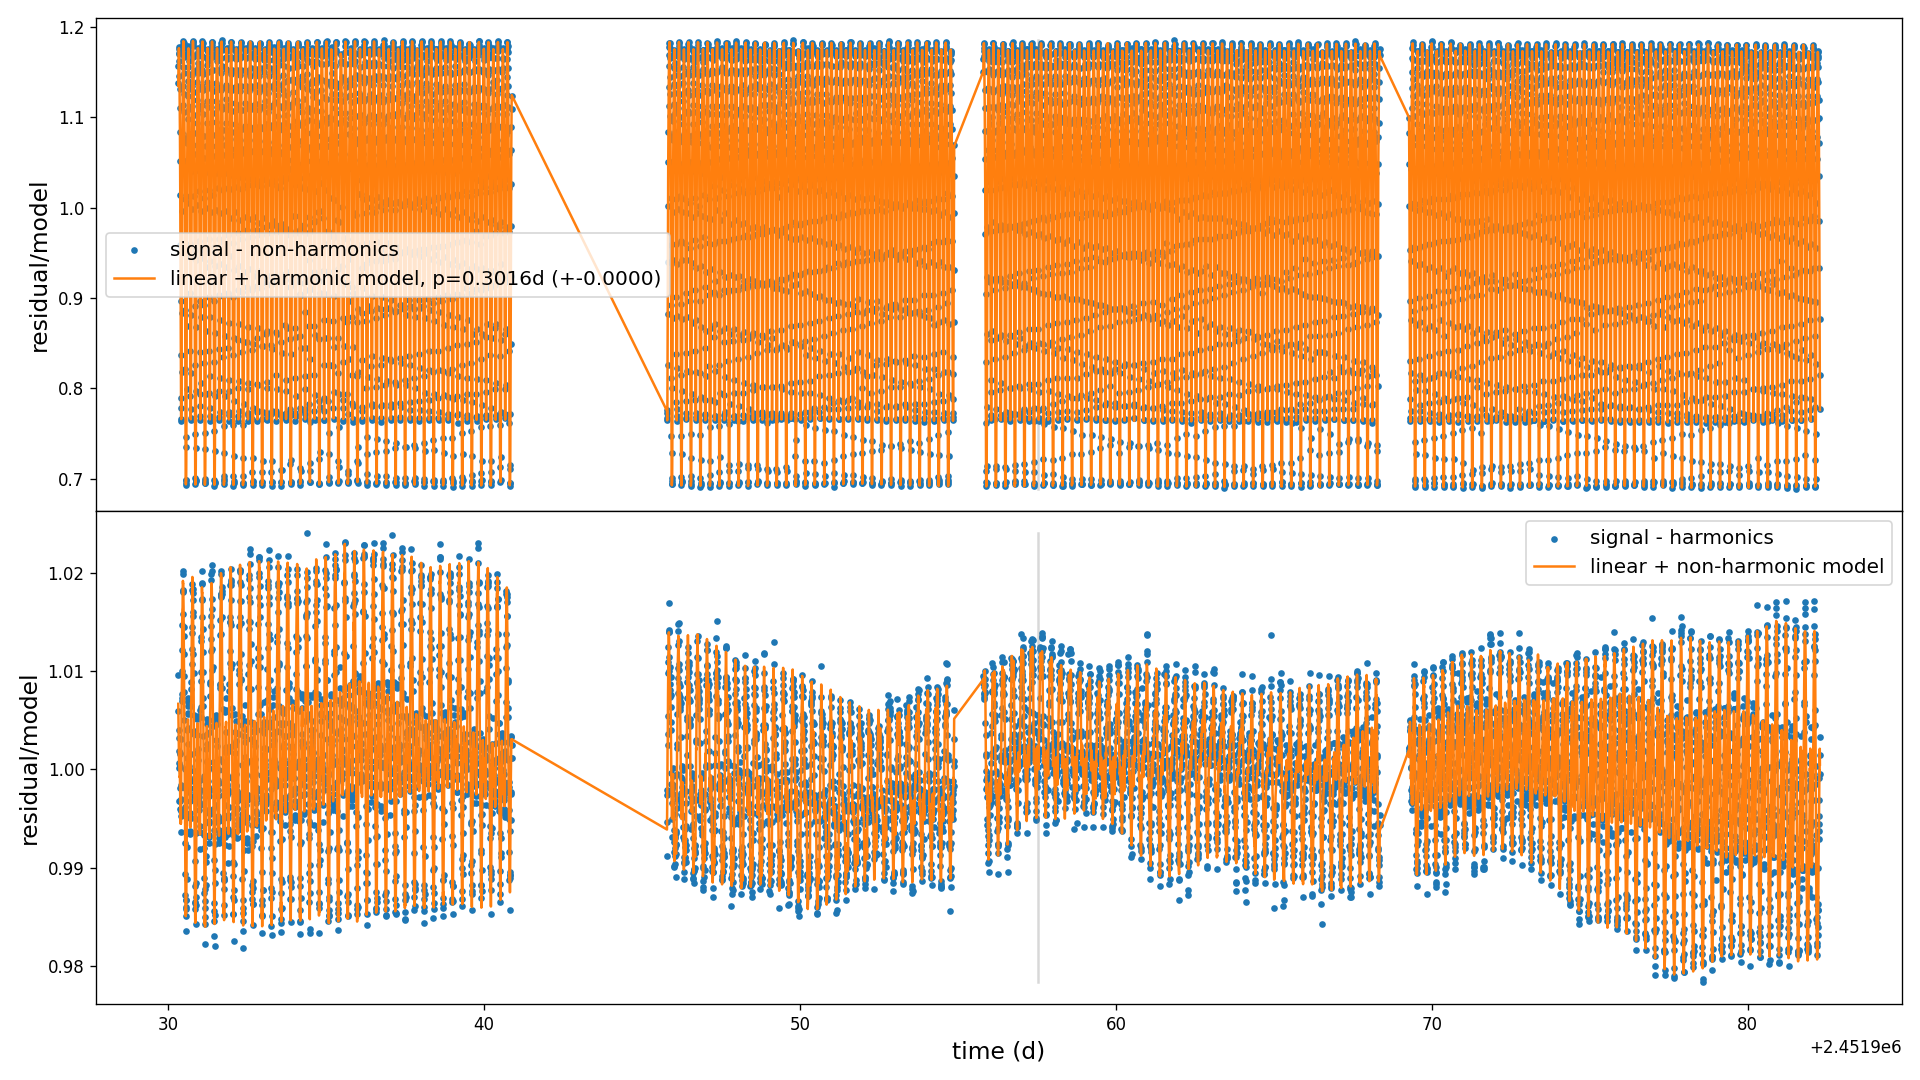 1.2
1.1
1.0
0.9
0.8
0.7
residual/model
signal - non-harmonics
linear + harmonic model, p=0.3016d (+-0.0000)
signal - harmonics
linear + non-harmonic model
1.02
1.01
1.00
0.99
0.98
residual/model
30 40 50 60 70 80
time (d)
+2.4519e6